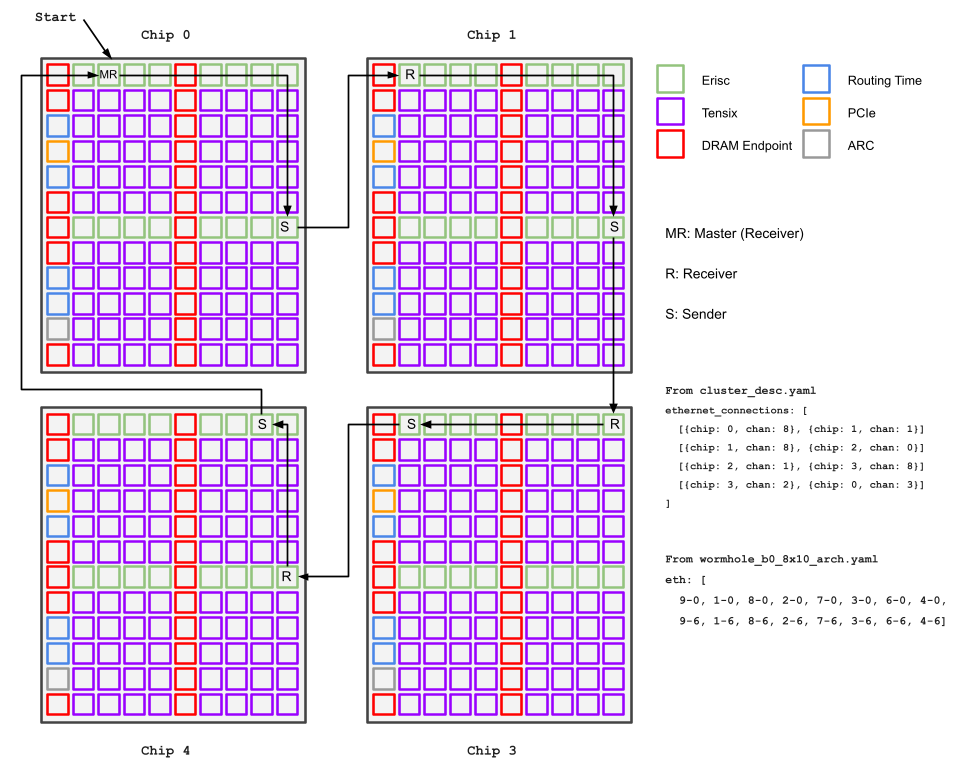 Start
Chip 0
Chip 1
MR
R
S
S
S
R
S
R
Chip 4
Chip 3
Erisc
Routing Time
Tensix
PCIe
DRAM Endpoint
ARC
MR: Master (Receiver)
R: Receiver
S: Sender
From cluster_desc.yaml
ethernet_connections: [
[{chip: 0, chan: 8}, {chip: 1, chan: 1}]
[{chip: 1, chan: 8}, {chip: 2, chan: 0}]
[{chip: 2, chan: 1}, {chip: 3, chan: 8}]
[{chip: 3, chan: 2}, {chip: 0, chan: 3}]
]
From wormhole_b0_8x10_arch.yaml
eth: [
9-0, 1-0, 8-0, 2-0, 7-0, 3-0, 6-0, 4-0,
9-6, 1-6, 8-6, 2-6, 7-6, 3-6, 6-6, 4-6]